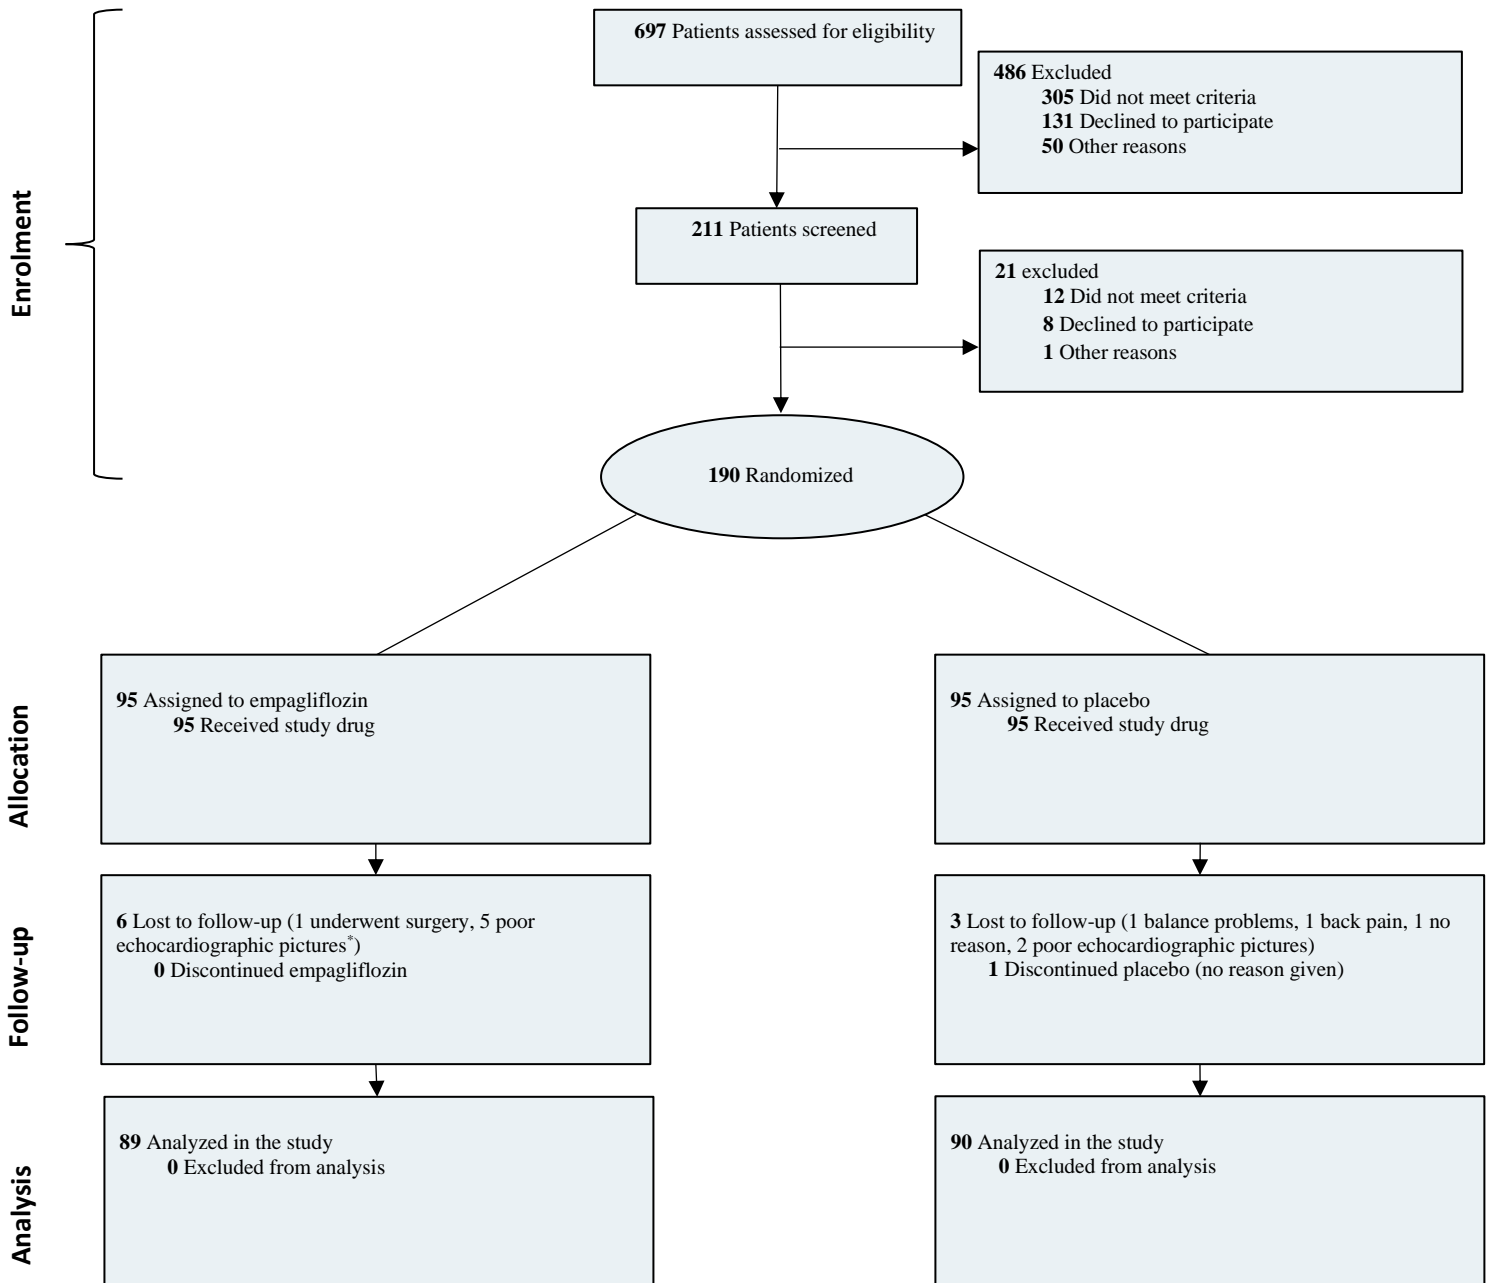 697 Patients assessed for eligibility
486 Excluded
305 Did not meet criteria
131 Declined to participate
50 Other reasons
Enrolment
211 Patients screened
21 excluded
12 Did not meet criteria
8 Declined to participate
1 Other reasons
190 Randomized
Allocation
95 Assigned to empagliflozin
95 Received study drug
95 Assigned to placebo
95 Received study drug
Follow-up
6 Lost to follow-up (1 underwent surgery, 5 poor
echocardiographic pictures*)
0 Discontinued empagliflozin
3 Lost to follow-up (1 balance problems, 1 back pain, 1 no
reason, 2 poor echocardiographic pictures)
1 Discontinued placebo (no reason given)
Analysis
89 Analyzed in the study
0 Excluded from analysis
90 Analyzed in the study
0 Excluded from analysis